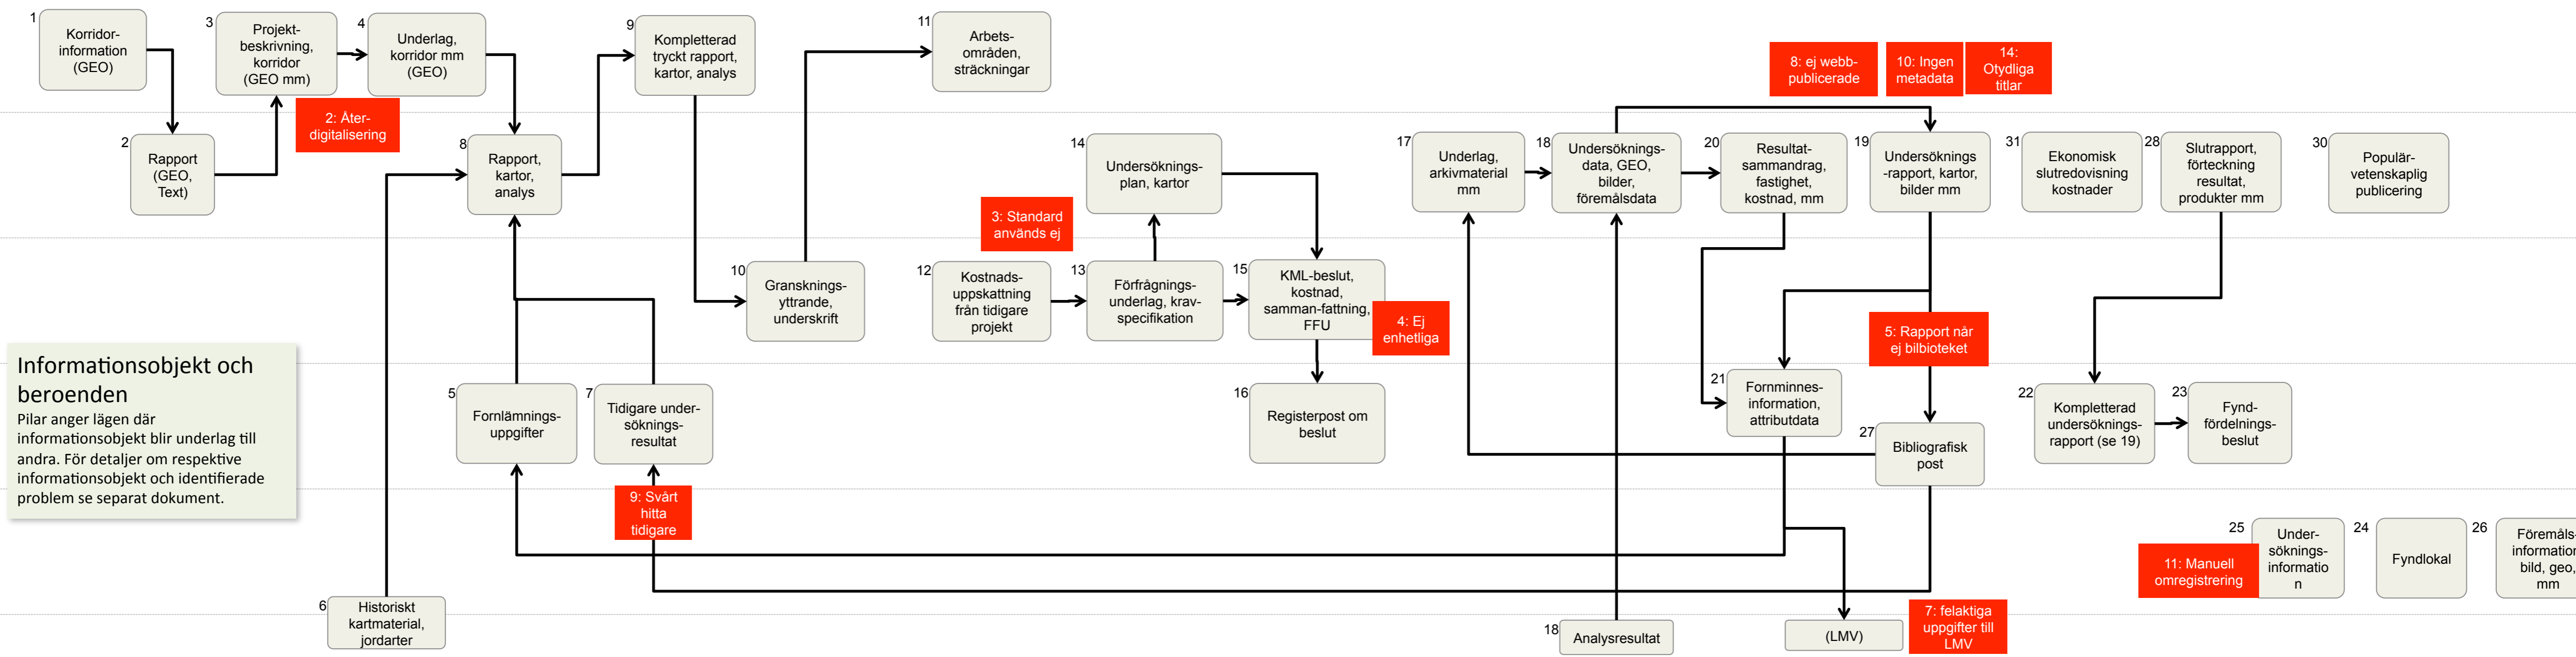 1
Korridor-
information
(GEO)
3
Projekt-
beskrivning,
korridor
(GEO mm)
4
Underlag,
korridor mm
(GEO)
9
Kompletterad
tryckt rapport,
kartor, analys
11
Arbets-
områden,
sträckningar
8: ej webb-
publicerade
10: Ingen
metadata
14:
Otydliga
titlar
2: Åter-
digitalisering
2
Rapport
(GEO,
Text)
8
Rapport,
kartor,
analys
14
Undersöknings-
plan, kartor
17
Underlag,
arkivmaterial
mm
18
Undersöknings-
data, GEO,
bilder,
föremålsdata
20
Resultat-
sammandrag,
fastighet,
kostnad, mm
19
Undersöknings
-rapport, kartor,
bilder mm
31
Ekonomisk
slutredovisning
kostnader
28
Slutrapport,
förteckning
resultat,
produkter mm
30
Populär-
vetenskaplig
publicering
3: Standard
används ej
10
Gransknings-
yttrande,
underskrift
12
Kostnads-
uppskattning
från tidigare
projekt
13
Förfrågnings-
underlag, krav-
specifikation
15
KML-beslut,
kostnad,
samman-fattning,
FFU
4: Ej
enhetliga
5: Rapport når
ej bilbioteket
Informationsobjekt och
beroenden
Pilar anger lägen där
informationsobjekt blir underlag till
andra. För detaljer om respektive
informationsobjekt och identifierade
problem se separat dokument.
5
Fornlämnings-
uppgifter
7
Tidigare under-
söknings-
resultat
16
Registerpost om
beslut
21
Fornminnes-
information,
attributdata
27
Bibliografisk
post
22
Kompletterad
undersöknings-
rapport (se 19)
23
Fynd-
fördelnings-
beslut
9: Svårt
hitta
tidigare
11: Manuell
omregistrering
25
Under-
söknings-
informatio
n
24
Fyndlokal
26
Föremåls-
information
bild, geo,
mm
6
Historiskt
kartmaterial,
jordarter
18
Analysresultat
(LMV)
7: felaktiga
uppgifter till
LMV